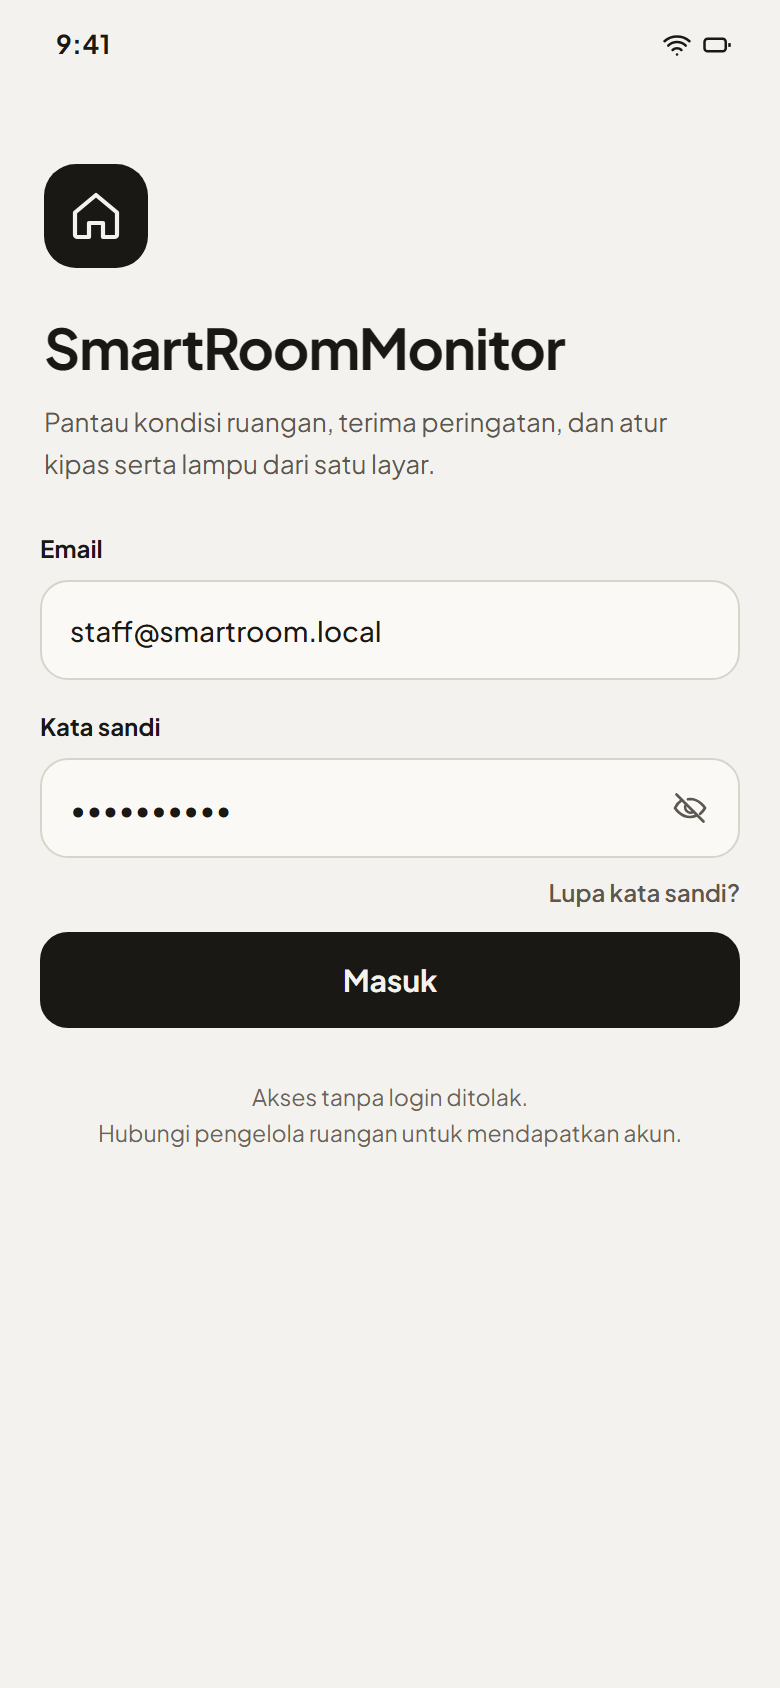 9:41
SmartRoomMonitor
Pantau kondisi ruangan, terima peringatan, dan atur
kipas serta lampu dari satu layar.
Email
staff@smartroom.local
Kata sandi
••••••••••
Lupa kata sandi?
Masuk
Akses tanpa login ditolak.
Hubungi pengelola ruangan untuk mendapatkan akun.